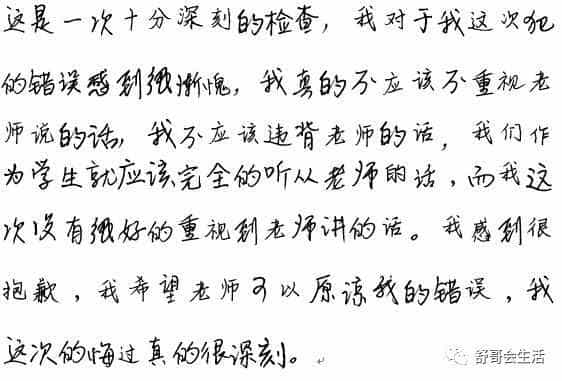 这是一次十分深刻的检查，我对于我这次犯
的错误感到很惭愧，我真的不应该不重视老
师说的话，我不应该违背老师的话，我们作
为学生就应该完全的听从老师的话，而我这
次没有很好的重视到老师讲的话。我感到很
抱歉，我希望老师可以原谅我的错误，我
这次的悔过真的很深刻。
舒哥会生活